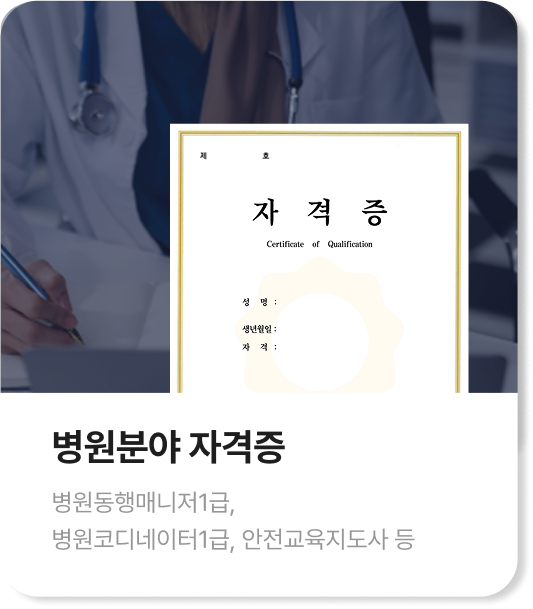 제 호
자 격 증
Certificate of Qualification
성 명 :
생년월일 :
자 격 :
병원분야 자격증
병원동행매니저1급,
병원코디네이터1급, 안전교육지도사 등